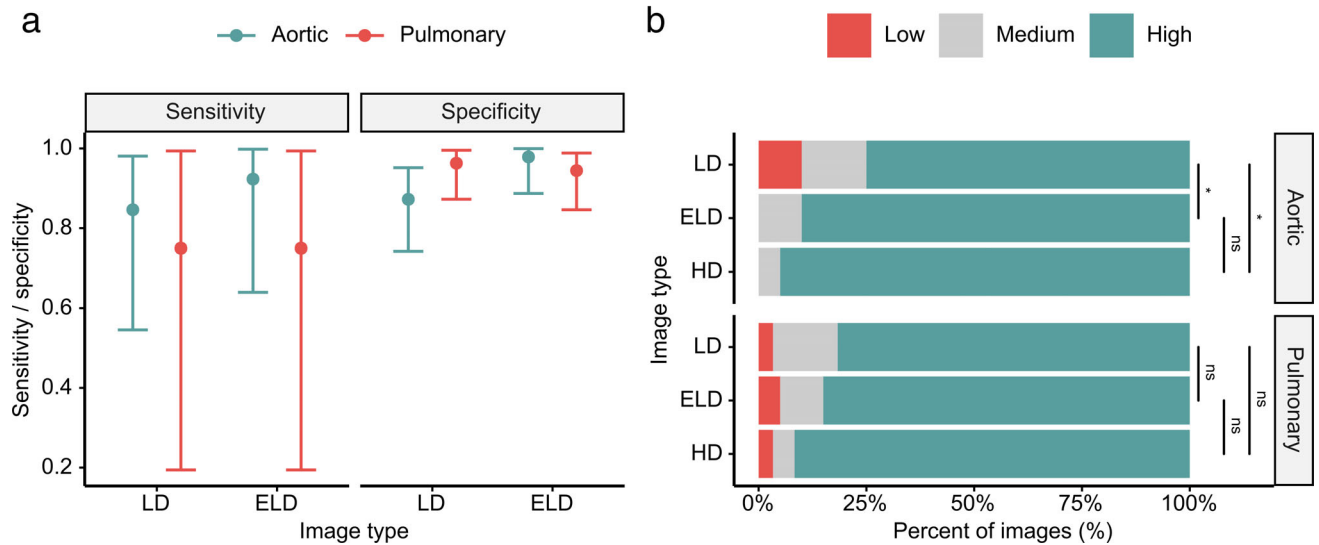 a
Aortic Pulmonary
Sensitivity Specificity
Sensitivity / specificity
1.0
0.8
0.6
0.4
0.2
LD ELD LD ELD
Image type
b
Low Medium High
Image type
LD
ELD
HD
* ns *
Aortic
LD
ELD
HD
ns ns ns
Pulmonary
0% 25% 50% 75% 100%
Percent of images (%)